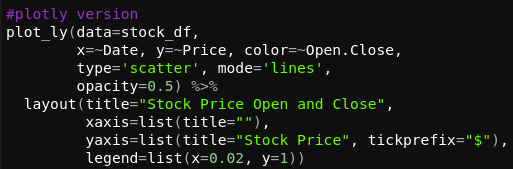 #plotly version
plot_ly(data=stock_df,
        x=~Date, y=~Price, color=~Open.Close,
        type='scatter', mode='lines',
        opacity=0.5) %>%
  layout(title="Stock Price Open and Close",
         xaxis=list(title=""),
         yaxis=list(title="Stock Price", tickprefix="$"),
         legend=list(x=0.02, y=1))